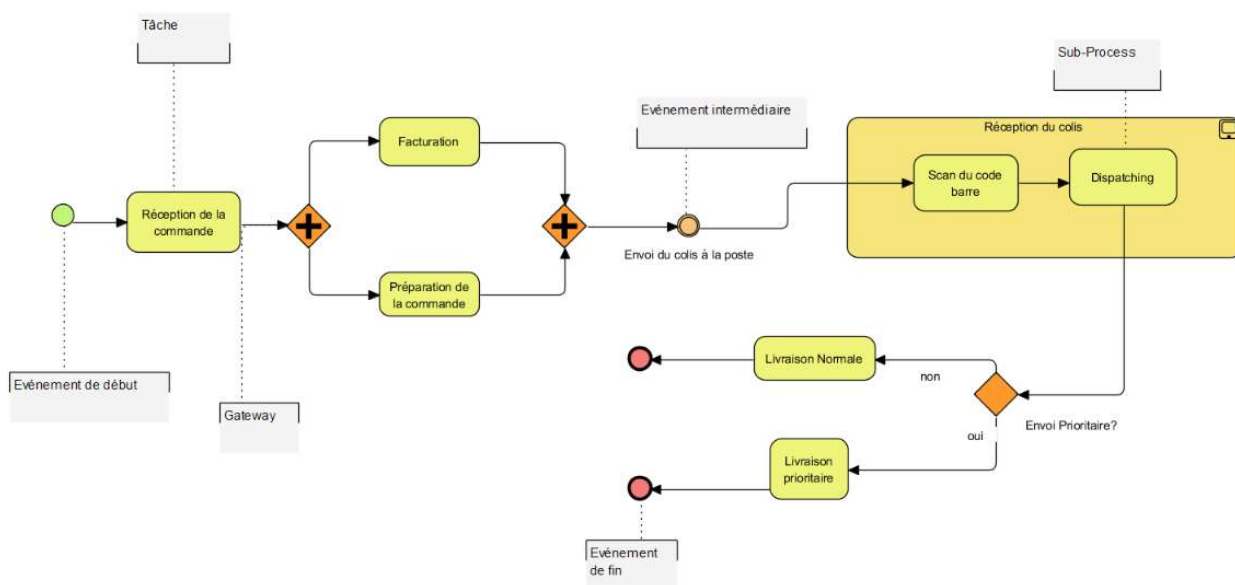 Tâche
Sub-Process
Evénement intermédiaire
Réception du colis
Facturation
Scan du code
barre
Dispatching
Réception de la
commande
Envoi du colis à la poste
Préparation de
la commande
Livraison Normale
Evénement de début
non
Gateway
Envoi Prioritaire?
oui
Livraison
prioritaire
Evénement
de fin